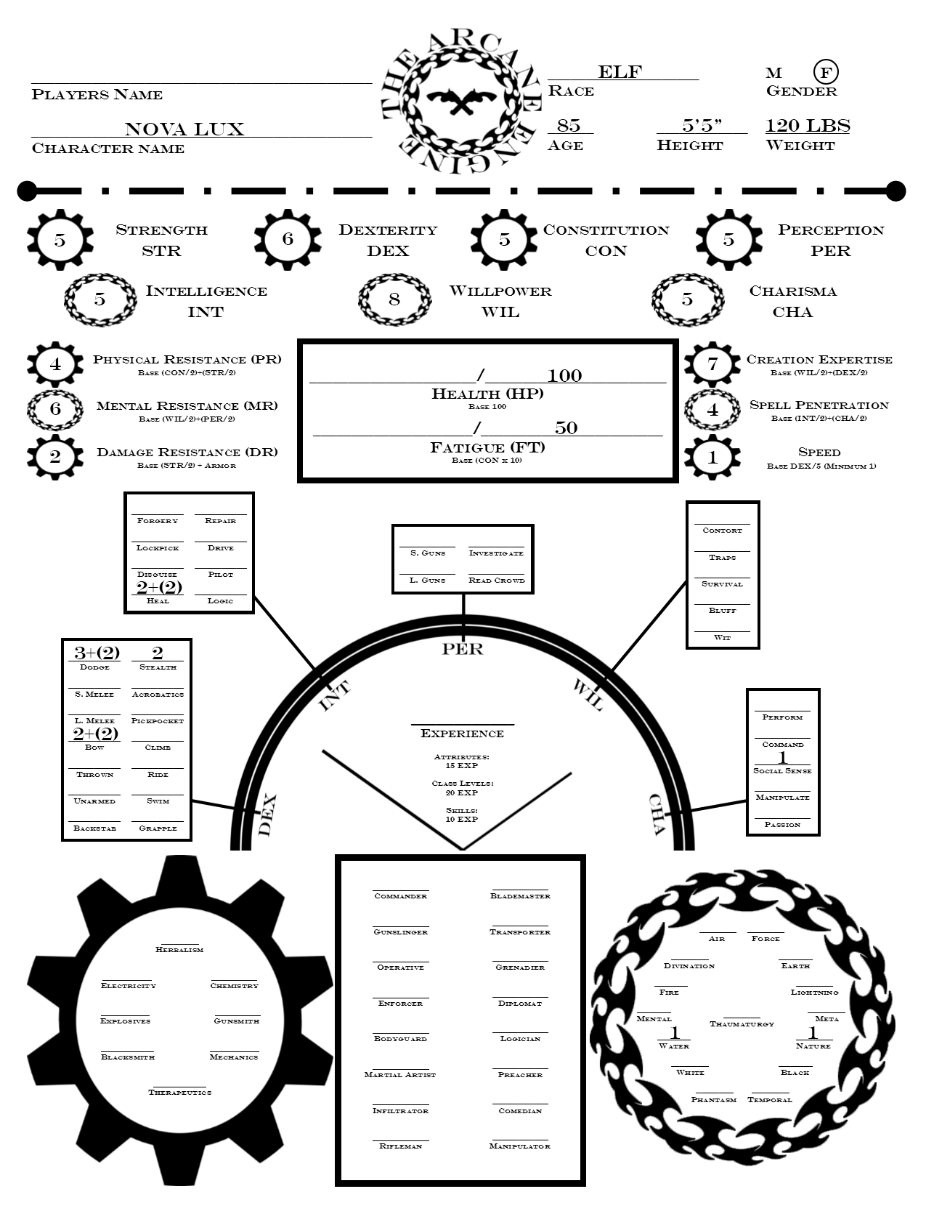 THE ARCANE ENGINE
PLAYERS NAME
NOVA LUX
CHARACTER NAME
ELF
RACE
M F
GENDER
85
AGE
5'5”
HEIGHT
120 LBS
WEIGHT
5 STRENGTH STR
6 DEXTERITY DEX
5 CONSTITUTION CON
5 PERCEPTION PER
5 INTELLIGENCE INT
8 WILLPOWER WIL
5 CHARISMA CHA
4 PHYSICAL RESISTANCE (PR)
BASE (CON/2)+(STR/2)
6 MENTAL RESISTANCE (MR)
BASE (WIL/2)+(PER/2)
2 DAMAGE RESISTANCE (DR)
BASE (STR/2) + ARMOR
/ 100
HEALTH (HP)
BASE 100
/ 50
FATIGUE (FT)
BASE (CON X 10)
7 CREATION EXPERTISE
BASE (WIL/2)+(DEX/2)
4 SPELL PENETRATION
BASE (INT/2)+(CHA/2)
1 SPEED
BASE DEX/5 (MINIMUM 1)
FORGERY REPAIR
LOCKPICK DRIVE
DISGUISE PILOT
2+(2)
HEAL LOGIC
S. GUNS INVESTIGATE
L. GUNS READ CROWD
CONTORT
TRAPS
SURVIVAL
BLUFF
WIT
3+(2) 2
DODGE STEALTH
S. MELEE ACROBATICS
L. MELEE PICKPOCKET
2+(2)
BOW CLIMB
THROWN RIDE
UNARMED SWIM
BACKSTAB GRAPPLE
PERFORM
COMMAND
1
SOCIAL SENSE
MANIPULATE
PASSION
DEX
INT
PER
WIL
CHA
EXPERIENCE
ATTRIBUTES:
15 EXP
CLASS LEVELS:
20 EXP
SKILLS:
10 EXP
HERBALISM
ELECTRICITY CHEMISTRY
EXPLOSIVES GUNSMITH
BLACKSMITH MECHANICS
THERAPEUTICS
COMMANDER BLADEMASTER
GUNSLINGER TRANSPORTER
OPERATIVE GRENADIER
ENFORCER DIPLOMAT
BODYGUARD LOGICIAN
MARTIAL ARTIST PREACHER
INFILTRATOR COMEDIAN
RIFLEMAN MANIPULATOR
AIR FORCE
DIVINATION EARTH
FIRE LIGHTNING
MENTAL THAUMATURGY META
1 1
WATER NATURE
WHITE BLACK
PHANTASM TEMPORAL